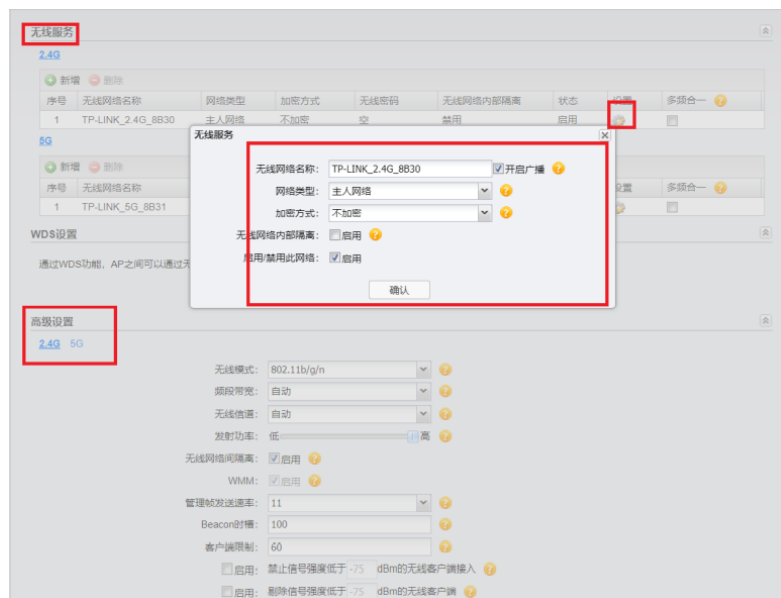 无线服务
2.4G
新增 删除
序号 无线网络名称 网络类型 加密方式 无线密码 无线网络内部隔离 状态 设置 多频合一
1 TP-LINK_2.4G_8B30 主人网络 不加密 空 禁用 启用
无线服务
5G
无线网络名称: TP-LINK_2.4G_8B30 开启广播
新增 删除
网络类型: 主人网络
序号 无线网络名称 设置 多频合一
1 TP-LINK_5G_8B31
加密方式: 不加密
WDS设置
无线网络内部隔离: 启用
通过WDS功能, AP之间可以通过无
启用/禁用此网络: 启用
确认
高级设置
2.4G 5G
无线模式: 802.11b/g/n
频段带宽: 自动
无线信道: 自动
发射功率: 低 高
无线网络间隔离: 启用
WMM: 启用
管理帧发送速率: 11
Beacon时槽: 100
客户端限制: 60
启用: 禁止信号强度低于 -75 dBm的无线客户端接入
启用: 剔除信号强度低于 -75 dBm的无线客户端